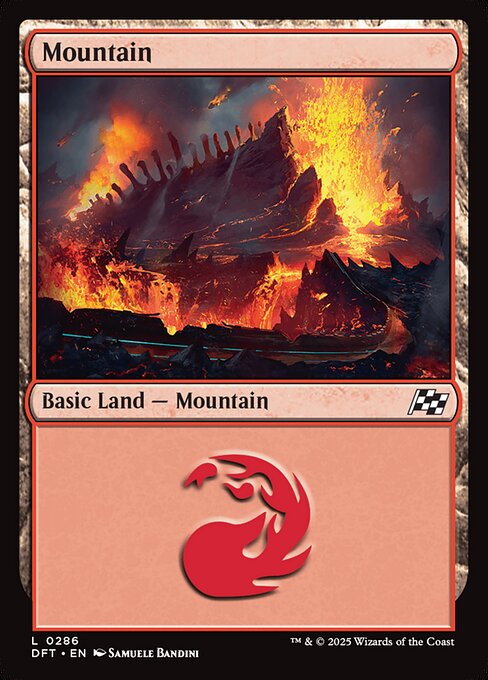 Mountain
Basic Land — Mountain
L 0286
DFT • EN Samuele Bandini
™ & © 2025 Wizards of the Coast